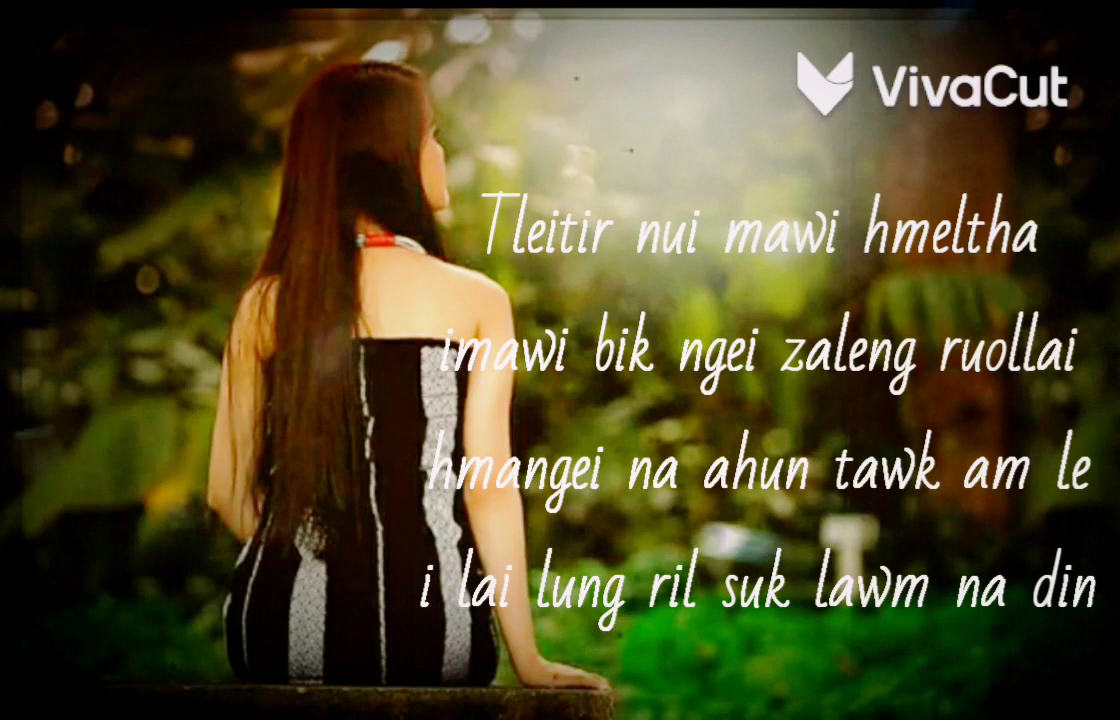 VivaCut
Tleitir nui mawi hmeltha
imawi bik ngei zaleng ruollai
hmangei na ahun tawk am le
i lai lung ril suk lawm na din